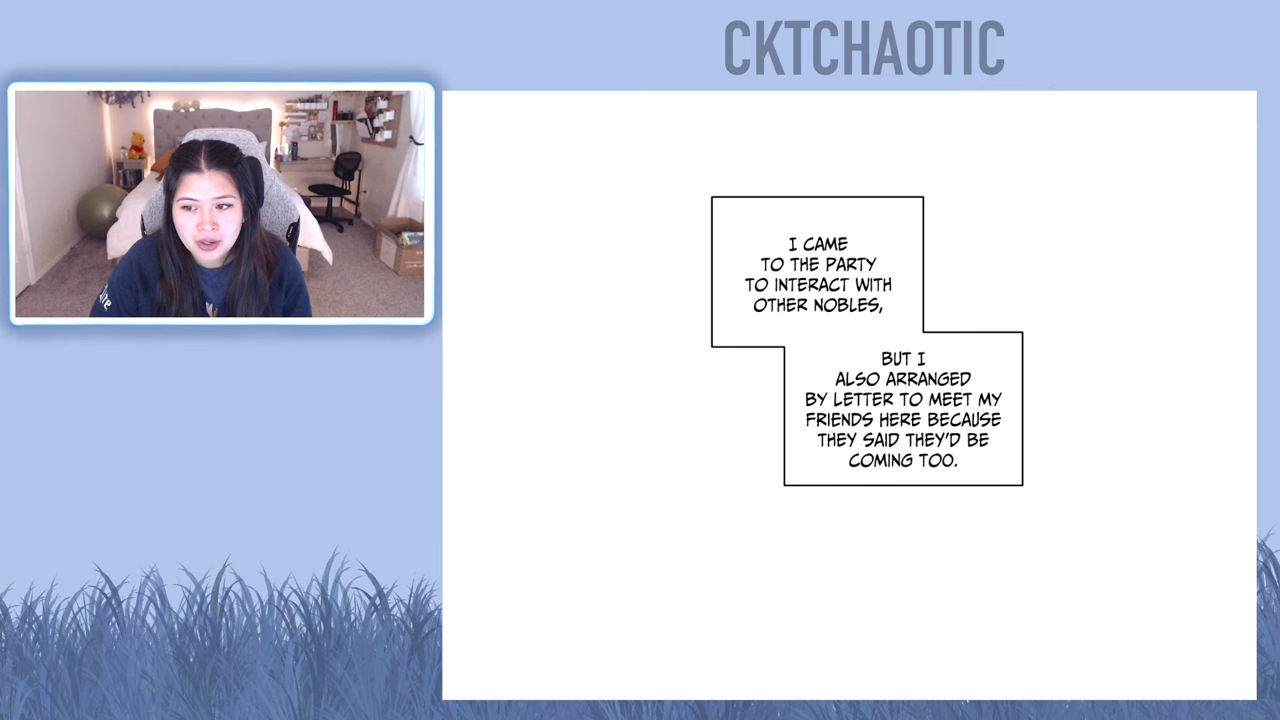 CKTCHAOTIC
I CAME
TO THE PARTY
TO INTERACT WITH
OTHER NOBLES,
BUT I
ALSO ARRANGED
BY LETTER TO MEET MY
FRIENDS HERE BECAUSE
THEY SAID THEY'D BE
COMING TOO.